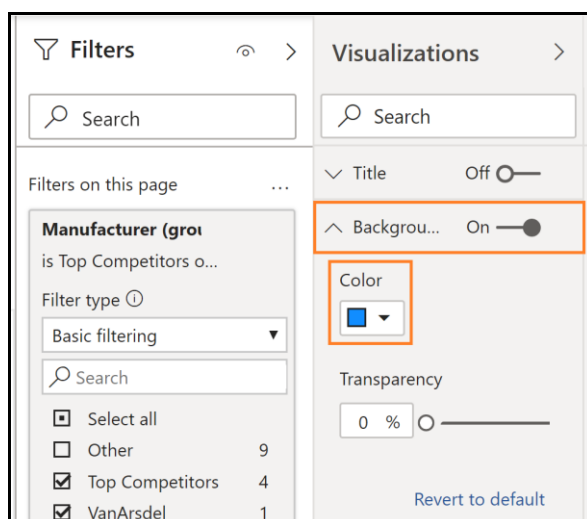 Filters
Search
Filters on this page
...
Manufacturer (grou
is Top Competitors o...
Filter type
Basic filtering
Search
Select all
Other 9
Top Competitors 4
VanArsdel 1
Visualizations
Search
Title Off
Backgrou... On
Color
Transparency
0 %
Revert to default